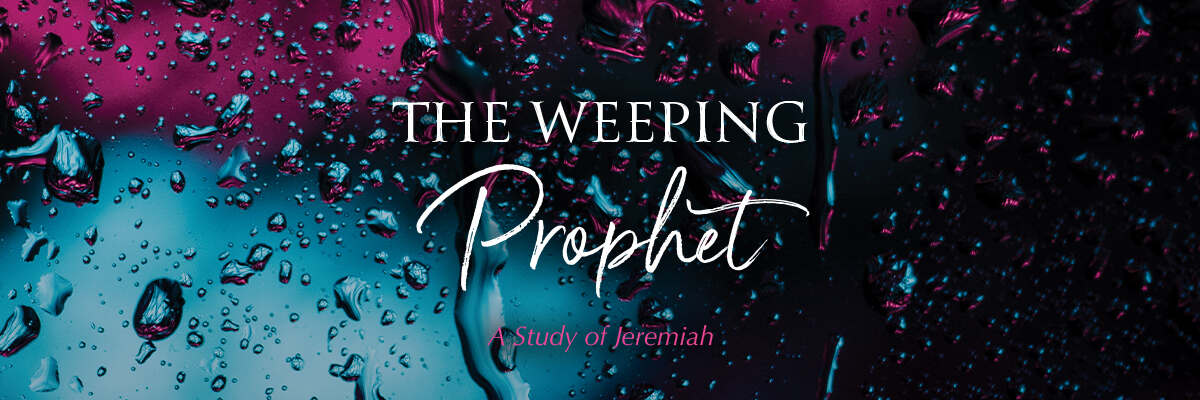 THE WEEPING
Prophet
A Study of Jeremiah